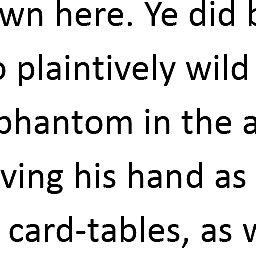 wn here. Ye did b
plaintively wild
phantom in the a
ving his hand as
card-tables, as w